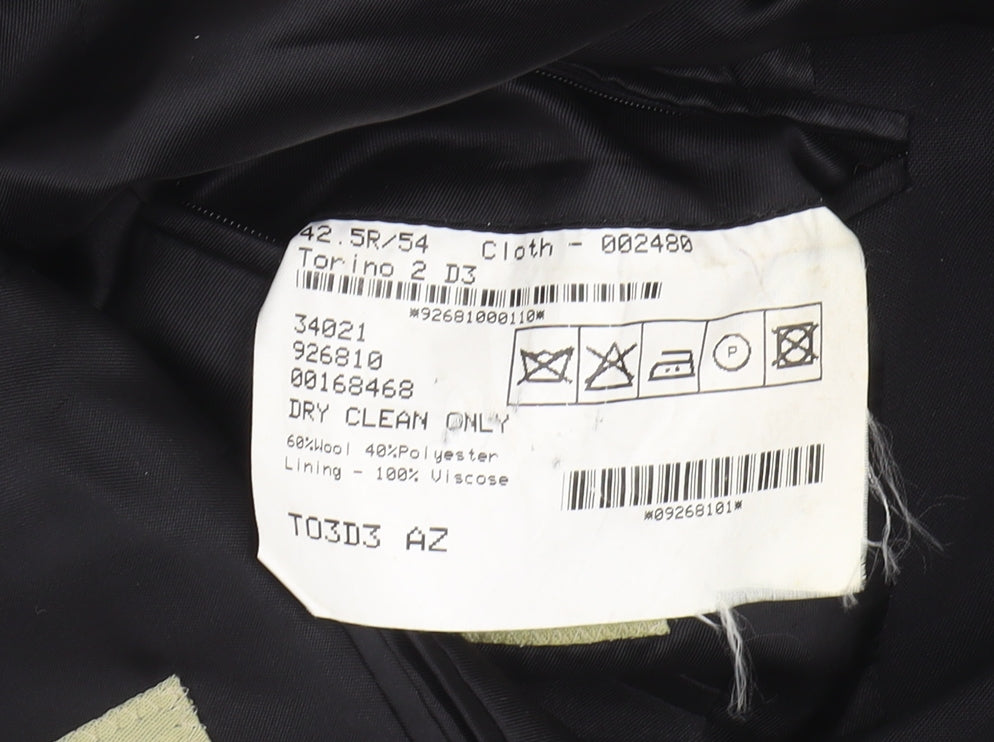 42.5R/54 Cloth - 002480
Torino 2 D3
*92681000110*
34021
926810
00168468
P
DRY CLEAN ONLY
60%Wool 40%Polyester
Lining - 100% Viscose
*09268101*
TO3D3 AZ